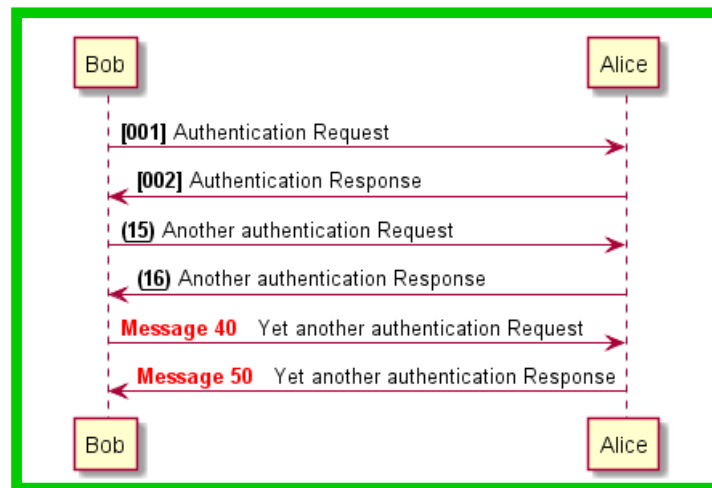 Bob Alice
[001] Authentication Request
[002] Authentication Response
(15) Another authentication Request
(16) Another authentication Response
Message 40 Yet another authentication Request
Message 50 Yet another authentication Response
Bob Alice